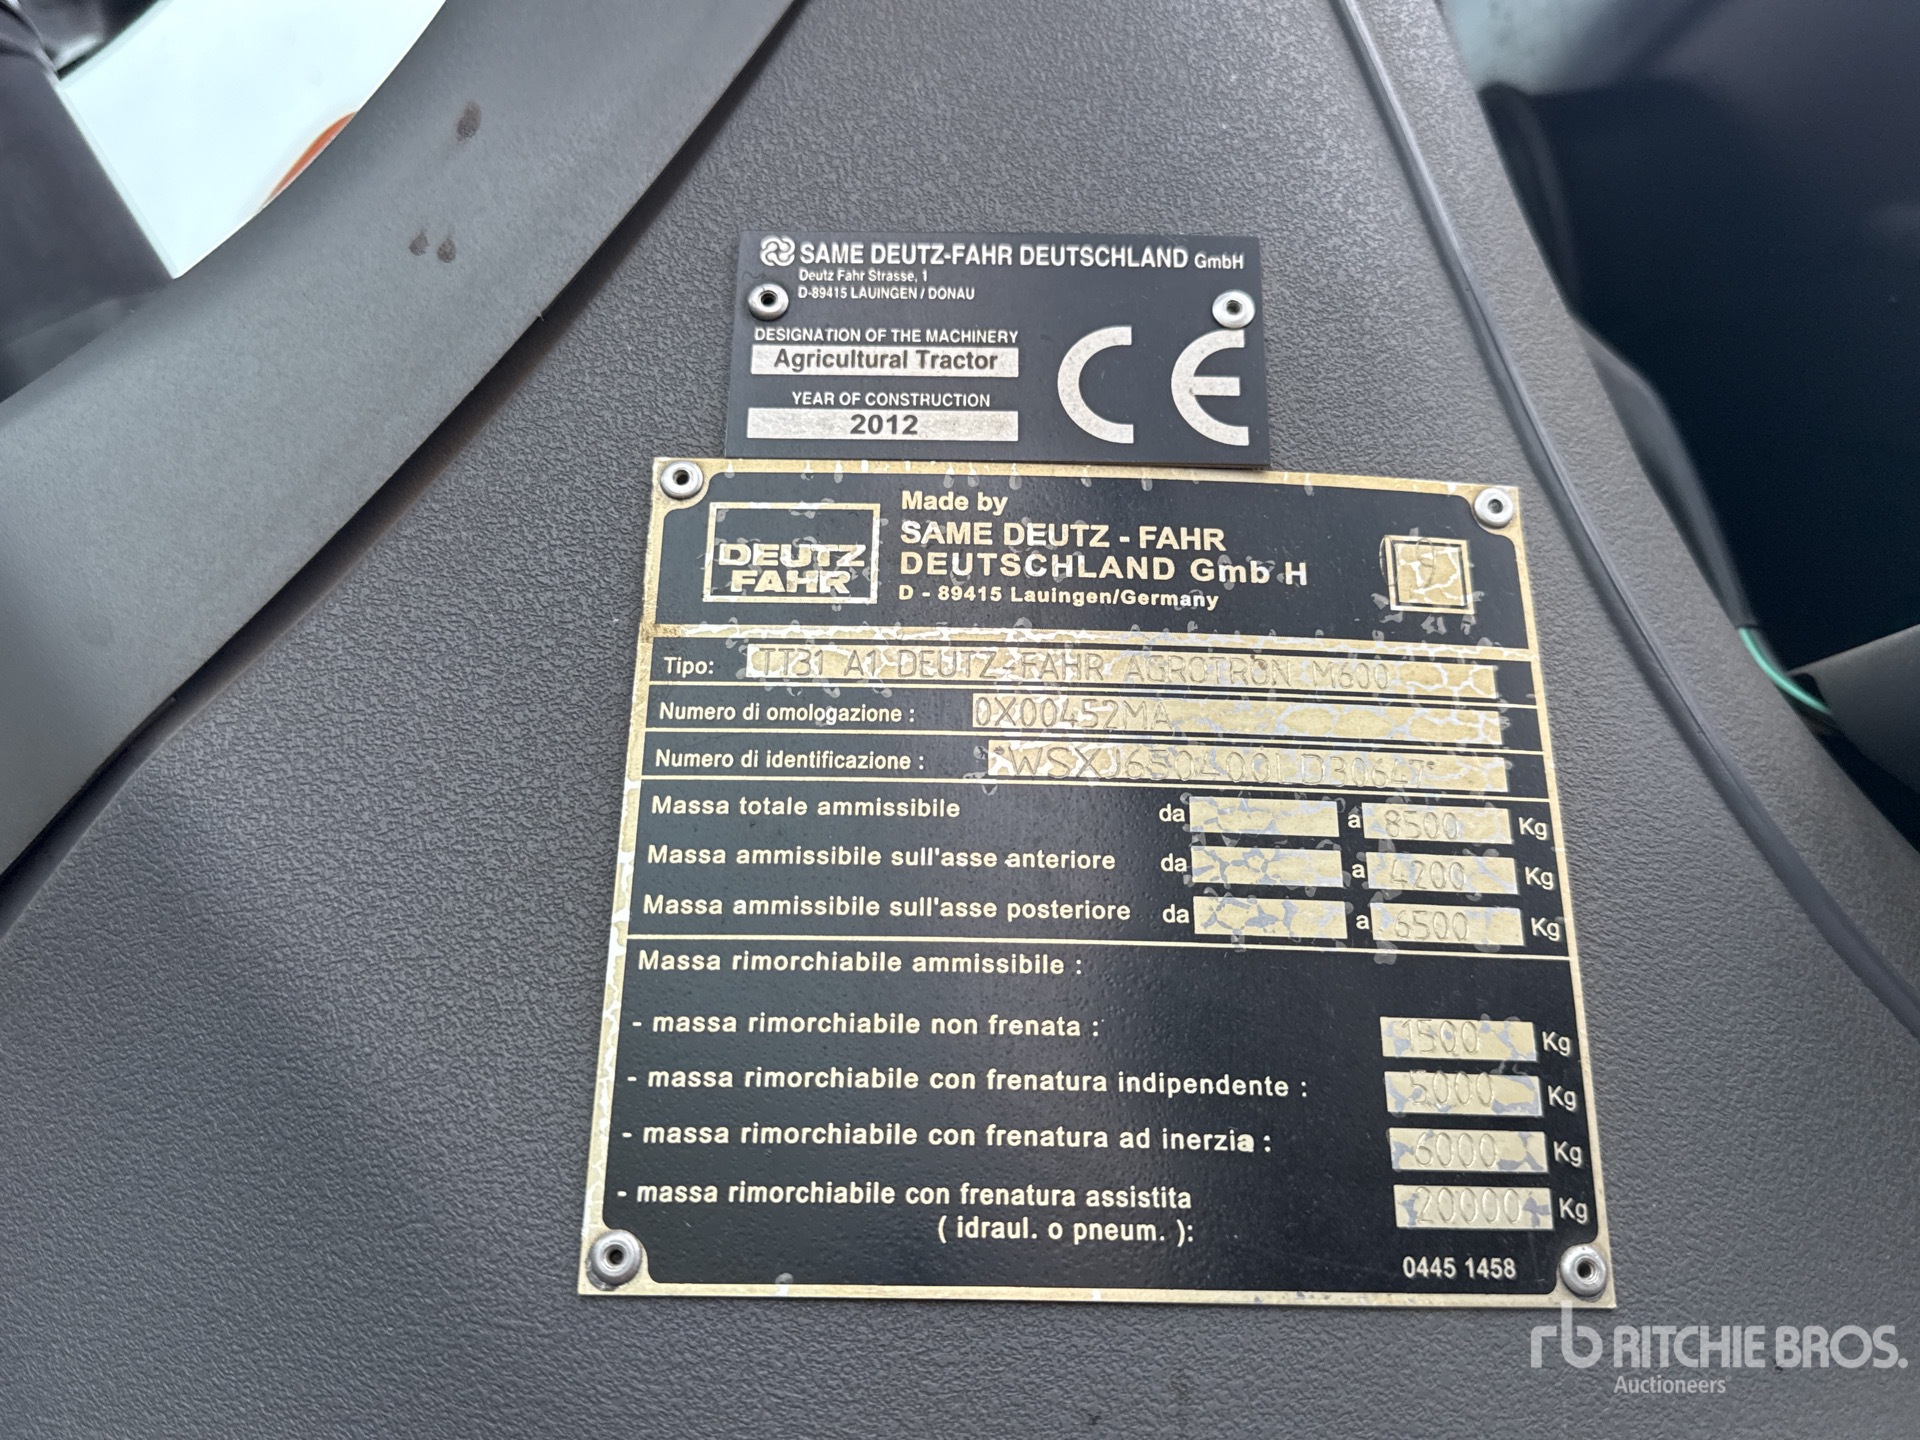 SAME DEUTZ-FAHR DEUTSCHLAND GmbH
Deutz Fahr Strasse, 1
D-89415 LAUINGEN / DONAU
DESIGNATION OF THE MACHINERY
Agricultural Tractor
YEAR OF CONSTRUCTION
2012
CE
DEUTZ
FAHR
Made by
SAME DEUTZ - FAHR
DEUTSCHLAND Gmb H
D - 89415 Lauingen/Germany
Tipo: TT31 A1 DEUTZ-FAHR AGROTRON M600
Numero di omologazione : 0X00452MA
Numero di identificazione : *WSXJ650400LD30647*
Massa totale ammissibile da a 8500 Kg
Massa ammissibile sull'asse anteriore da a 4200 Kg
Massa ammissibile sull'asse posteriore da a 6500 Kg
Massa rimorchiabile ammissibile :
- massa rimorchiabile non frenata : 1500 Kg
- massa rimorchiabile con frenatura indipendente : 5000 Kg
- massa rimorchiabile con frenatura ad inerzia : 6000 Kg
- massa rimorchiabile con frenatura assistita
( idraul. o pneum. ): 20000 Kg
0445 1458
rb RITCHIE BROS.
Auctioneers